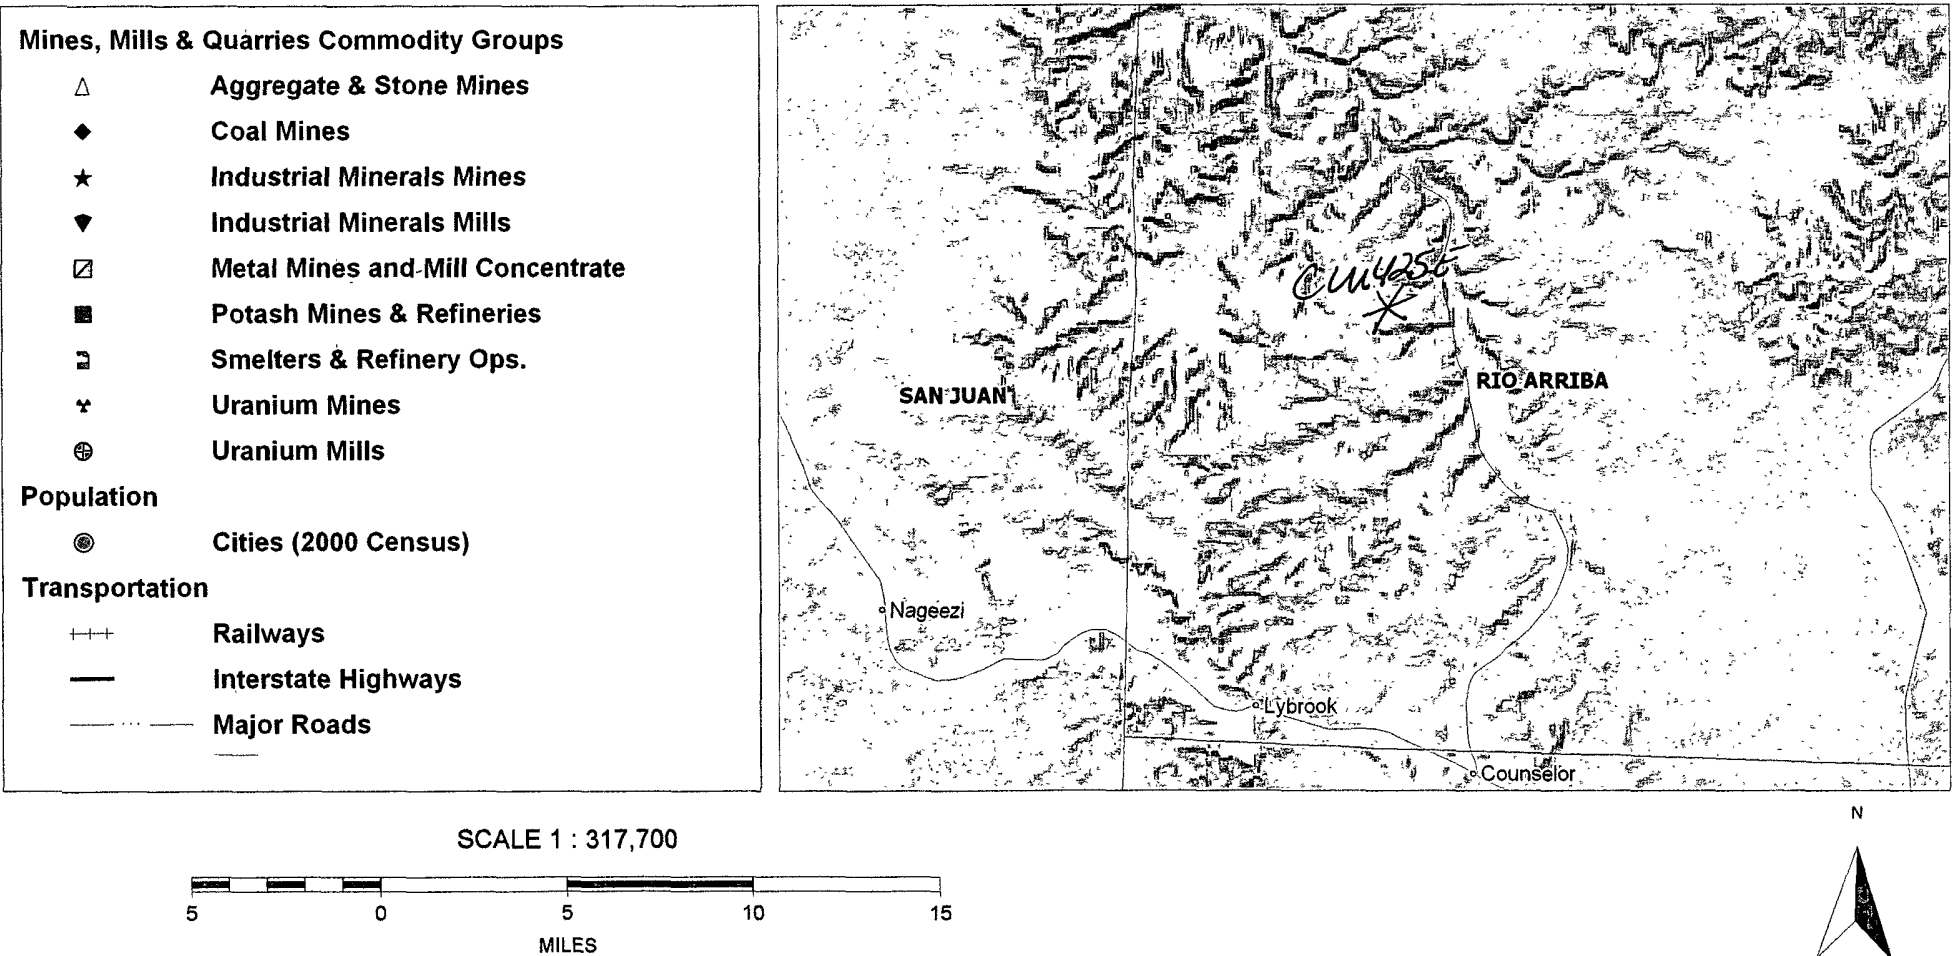 Mines, Mills & Quarries Commodity Groups
Aggregate & Stone Mines
Coal Mines
Industrial Minerals Mines
Industrial Minerals Mills
Metal Mines and Mill Concentrate
Potash Mines & Refineries
Smelters & Refinery Ops.
Uranium Mines
Uranium Mills
Population
Cities (2000 Census)
Transportation
Railways
Interstate Highways
Major Roads
SAN JUAN
RIO ARRIBA
Nageezi
Lybrook
Counselor
SCALE 1 : 317,700
5 0 5 10 15
MILES
N